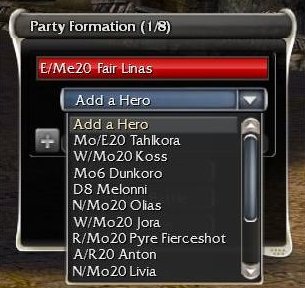 Party Formation (1/8)
E/Me20 Fair Linas
Add a Hero
Add a Hero
Mo/E20 Tahlkora
W/Mo20 Koss
Mo6 Dunkoro
D8 Melonni
N/Mo20 Olias
W/Mo20 Jora
R/Mo20 Pyre Fierceshot
A/R20 Anton
N/Mo20 Livia